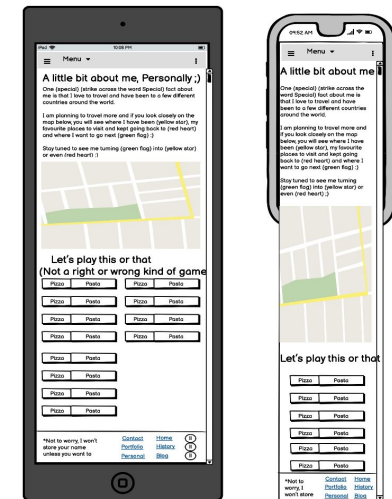 iPad 10:08 PM
Menu
A little bit about me, Personally ;)
One (special) (strike across the
word Special) fact about
me is that I love to travel and
have been to a few different
countries around the world.
I am planning to travel more
and if you look closely on the
map below, you will see where I
have been (yellow star), my
favourite places to visit and kept
going back to (red heart)
and where I want to go next
(green flag) :)
Stay tuned to see me turning
(green flag) into (yellow star)
or even (red heart) :)
Let's play this or that
(Not a right or wrong kind of game
Pizza Pasta Pizza Pasta
Pizza Pasta Pizza Pasta
Pizza Pasta Pizza Pasta
Pizza Pasta Pizza Pasta
Pizza Pasta
Pizza Pasta
Pizza Pasta
Pizza Pasta
*Not to worry, I won't
store your name
unless you want to
Contact Home
Portfolio History
Personal Blog
09:52 AM
Menu
A little bit about me
One (special) (strike across the
word Special) fact about me is
that I love to travel and have
been to a few different
countries around the world.
I am planning to travel more and
if you look closely on the map
below, you will see where I have
been (yellow star), my favourite
places to visit and kept going
back to (red heart) and where I
want to go next (green flag) :)
Stay tuned to see me turning
(green flag) into (yellow star) or
even (red heart) ;)
Let's play this or that
Pizza Pasta
Pizza Pasta
Pizza Pasta
Pizza Pasta
Pizza Pasta
Pizza Pasta
*Not to
worry, I
won't store
Contact Home
Portfolio History
Personal Blog